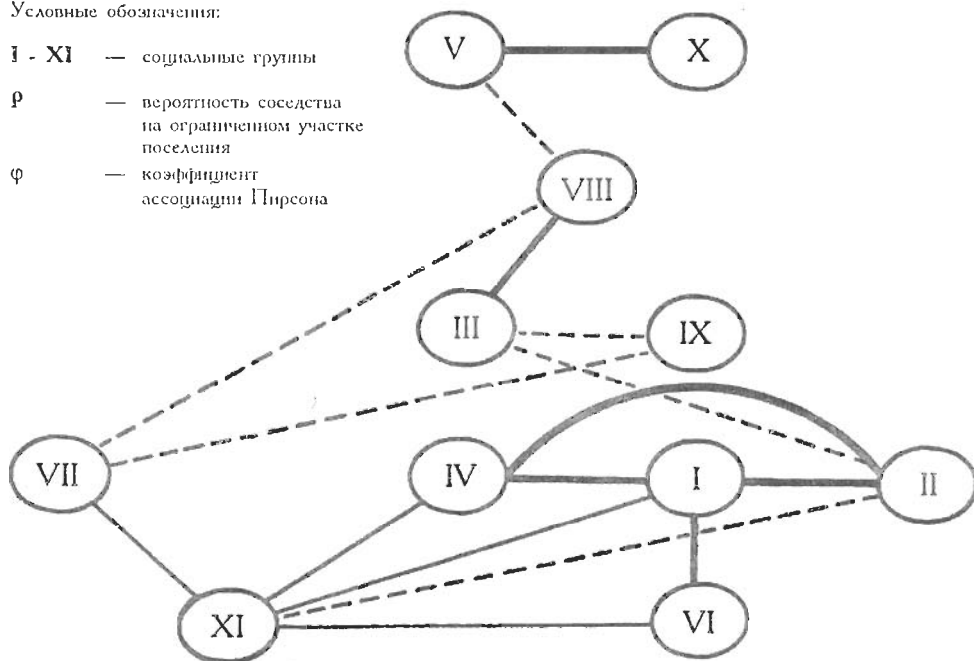 Условные обозначения:
I - XI — социальные группы
ρ — вероятность соседства
на ограниченном участке
поселения
φ — коэффициент
ассоциации Пирсона
V
X
VIII
III
IX
VII
IV
I
II
XI
VI